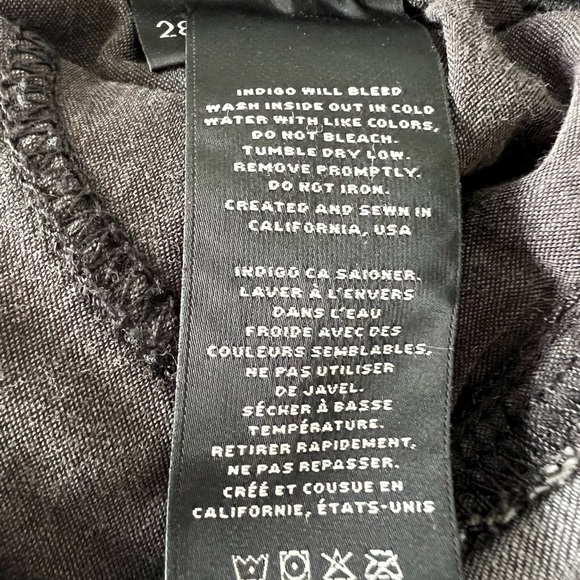 28
INDIGO WILL BLEED
WASH INSIDE OUT IN COLD
WATER WITH LIKE COLORS,
DO NOT BLEACH.
TUMBLE DRY LOW.
REMOVE PROMPTLY.
DO NOT IRON.
CREATED AND SEWN IN
CALIFORNIA, USA
INDIGO CA SAIGNER.
LAVER À L'ENVERS
DANS L'EAU
FROIDE AVEC DES
COULEURS SEMBLABLES,
NE PAS UTILISER
DE JAVEL.
SÉCHER À BASSE
TEMPÉRATURE.
RETIRER RAPIDEMENT,
NE PAS REPASSER.
CRÉÉ ET COUSUE EN
CALIFORNIE, ÉTATS-UNIS